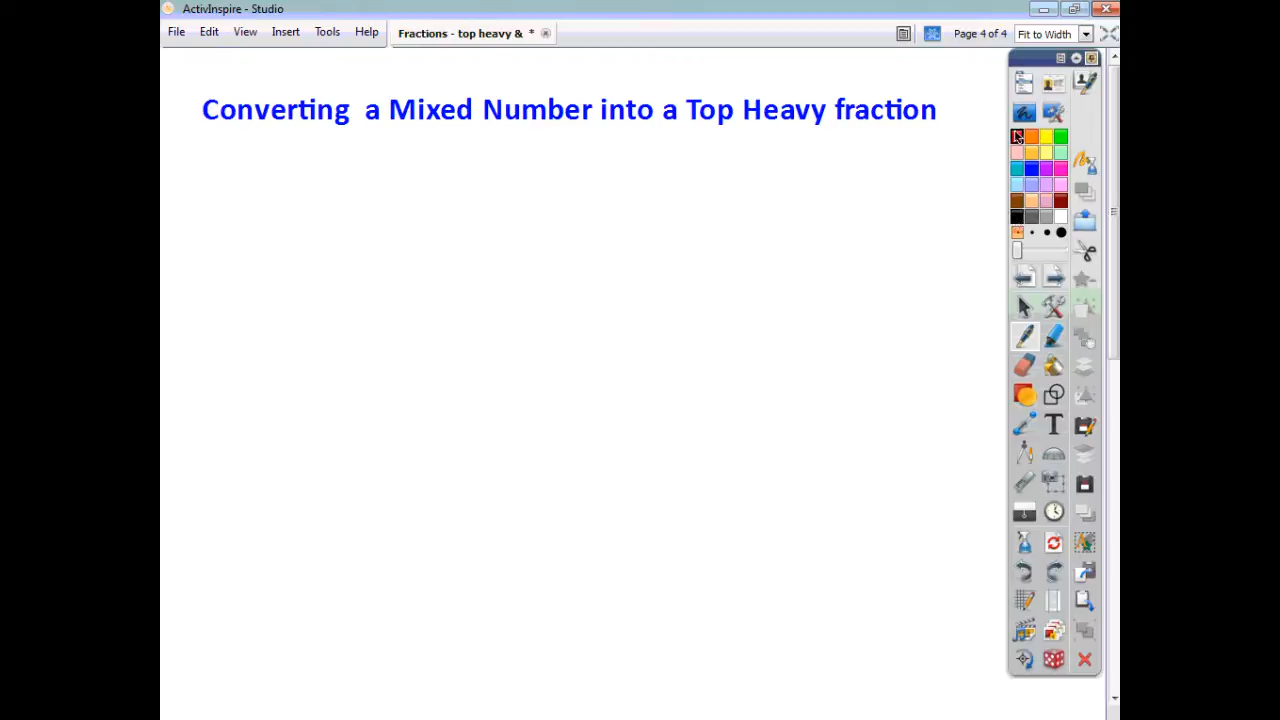 ActivInspire - Studio
File Edit View Insert Tools Help
Fractions - top heavy & *
Page 4 of 4
Fit to Width
Converting a Mixed Number into a Top Heavy fraction